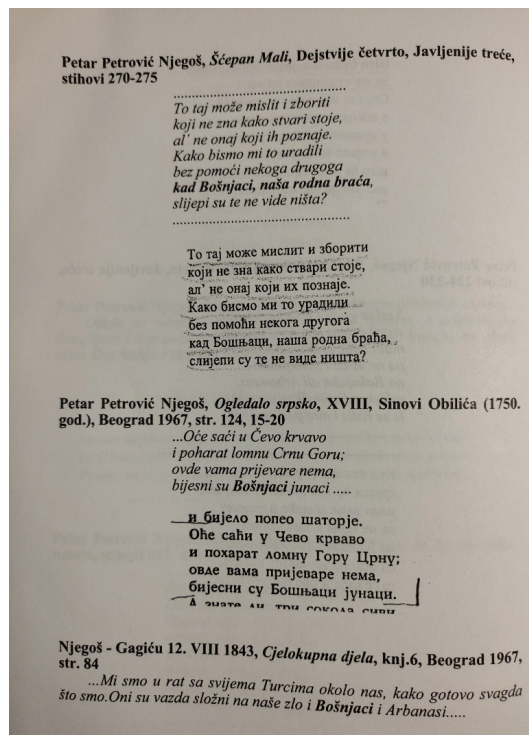 Petar Petrović Njegoš, Šćepan Mali, Dejstvije četvrto, Javljenije treće,
stihovi 270-275
..................................................
To taj može mislit i zboriti
koji ne zna kako stvari stoje,
al' ne onaj koji ih poznaje.
Kako bismo mi to uradili
bez pomoći nekoga drugoga
kad Bošnjaci, naša rodna braća,
slijepi su te ne vide ništa?
..................................................
То тај може мислит и зборити
који не зна како ствари стоје,
ал' не онај који их познаје.
Како бисмо ми то урадили
без помоћи некога другога
кад Бошњаци, наша родна браћа,
слијепи су те не виде ништа?
Petar Petrović Njegoš, Ogledalo srpsko, XVIII, Sinovi Obilića (1750.
god.), Beograd 1967, str. 124, 15-20
...Oće saći u Čevo krvavo
i poharat lomnu Crnu Goru;
ovde vama prijevare nema,
bijesni su Bošnjaci junaci .....
и бијело попео шаторје.
Оће саћи у Чево крваво
и похарат ломну Гору Црну;
овде вама пријеваре нема,
бијесни су Бошњаци јунаци.
А знате ли, три сокола сиви
Njegoš - Gagiću 12. VIII 1843, Cjelokupna djela, knj.6, Beograd 1967,
str. 84
...Mi smo u rat sa svijema Turcima okolo nas, kako gotovo svagda
što smo.Oni su vazda složni na naše zlo i Bošnjaci i Arbanasi.....